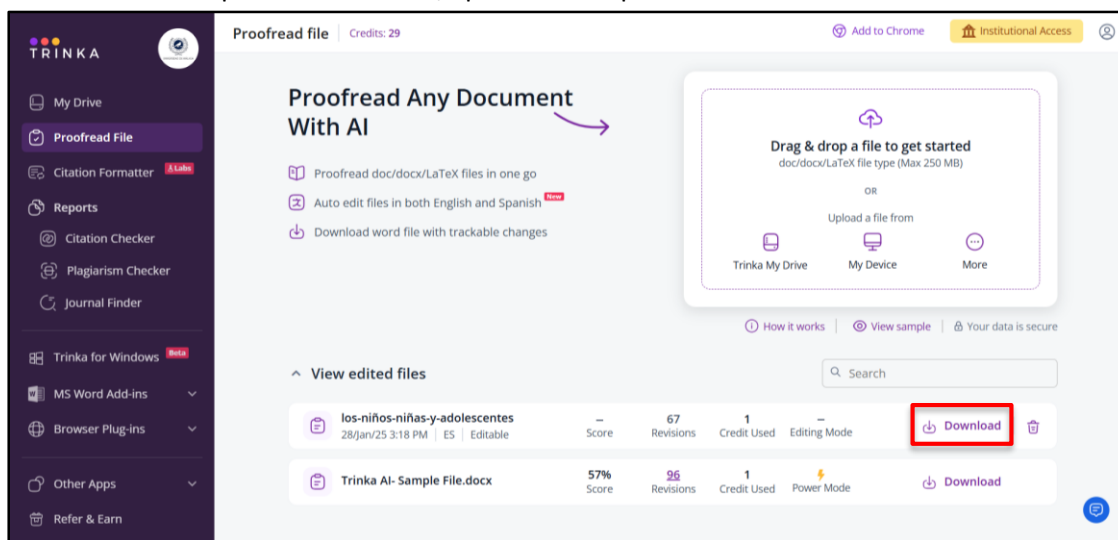 TRINKA
My Drive
Proofread File
Citation Formatter Labs
Reports
Citation Checker
Plagiarism Checker
Journal Finder
Trinka for Windows Beta
MS Word Add-ins
Browser Plug-ins
Other Apps
Refer & Earn
Proofread file Credits: 29
Add to Chrome
Institutional Access
Proofread Any Document
With AI
Proofread doc/docx/LaTeX files in one go
Auto edit files in both English and Spanish New
Download word file with trackable changes
Drag & drop a file to get started
doc/docx/LaTeX file type (Max 250 MB)
OR
Upload a file from
Trinka My Drive My Device More
How it works View sample Your data is secure
View edited files
Search
los-niños-niñas-y-adolescentes
28/Jan/25 3:18 PM | ES | Editable
– Score
67 Revisions
1 Credit Used
– Editing Mode
Download
Trinka AI- Sample File.docx
57% Score
96 Revisions
1 Credit Used
Power Mode
Download